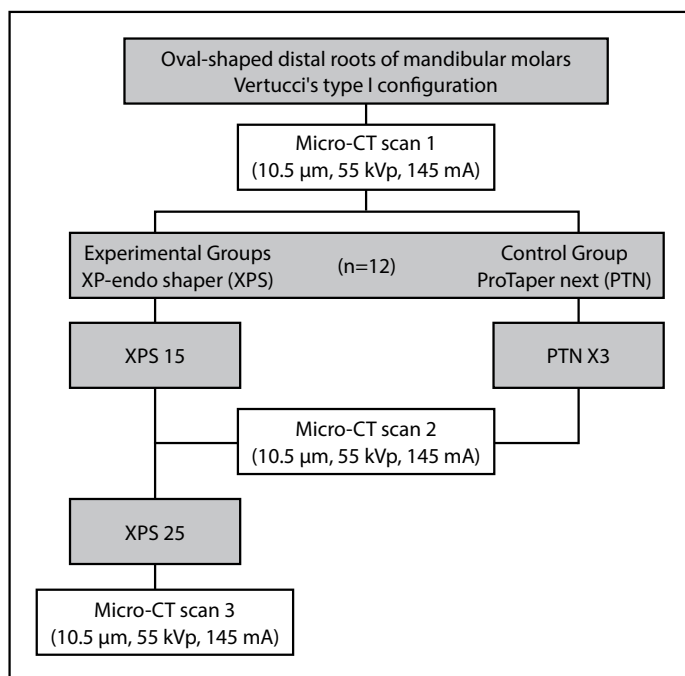 Oval-shaped distal roots of mandibular molars
Vertucci's type I configuration
Micro-CT scan 1
(10.5 µm, 55 kVp, 145 mA)
Experimental Groups
XP-endo shaper (XPS)
(n=12)
Control Group
ProTaper next (PTN)
XPS 15
PTN X3
Micro-CT scan 2
(10.5 µm, 55 kVp, 145 mA)
XPS 25
Micro-CT scan 3
(10.5 µm, 55 kVp, 145 mA)